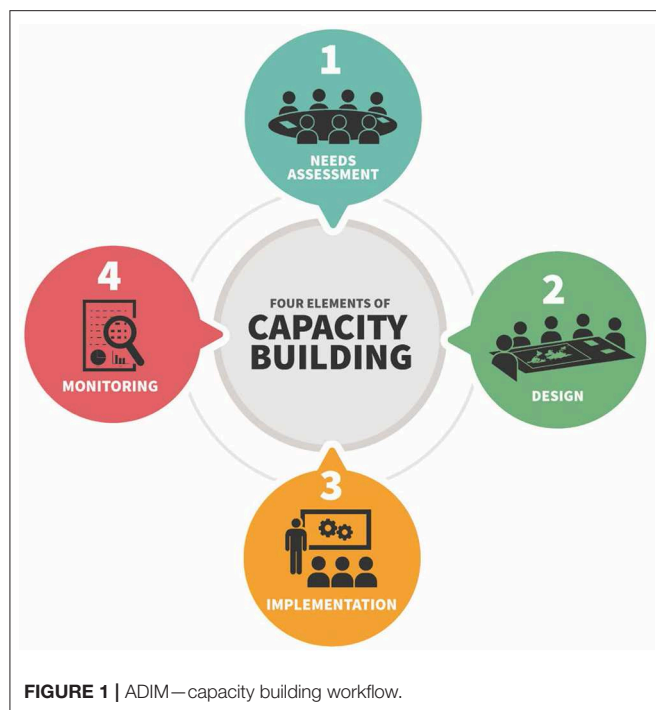 1
NEEDS
ASSESSMENT
4
MONITORING
FOUR ELEMENTS OF
CAPACITY
BUILDING
2
DESIGN
3
IMPLEMENTATION
FIGURE 1 | ADIM—capacity building workflow.